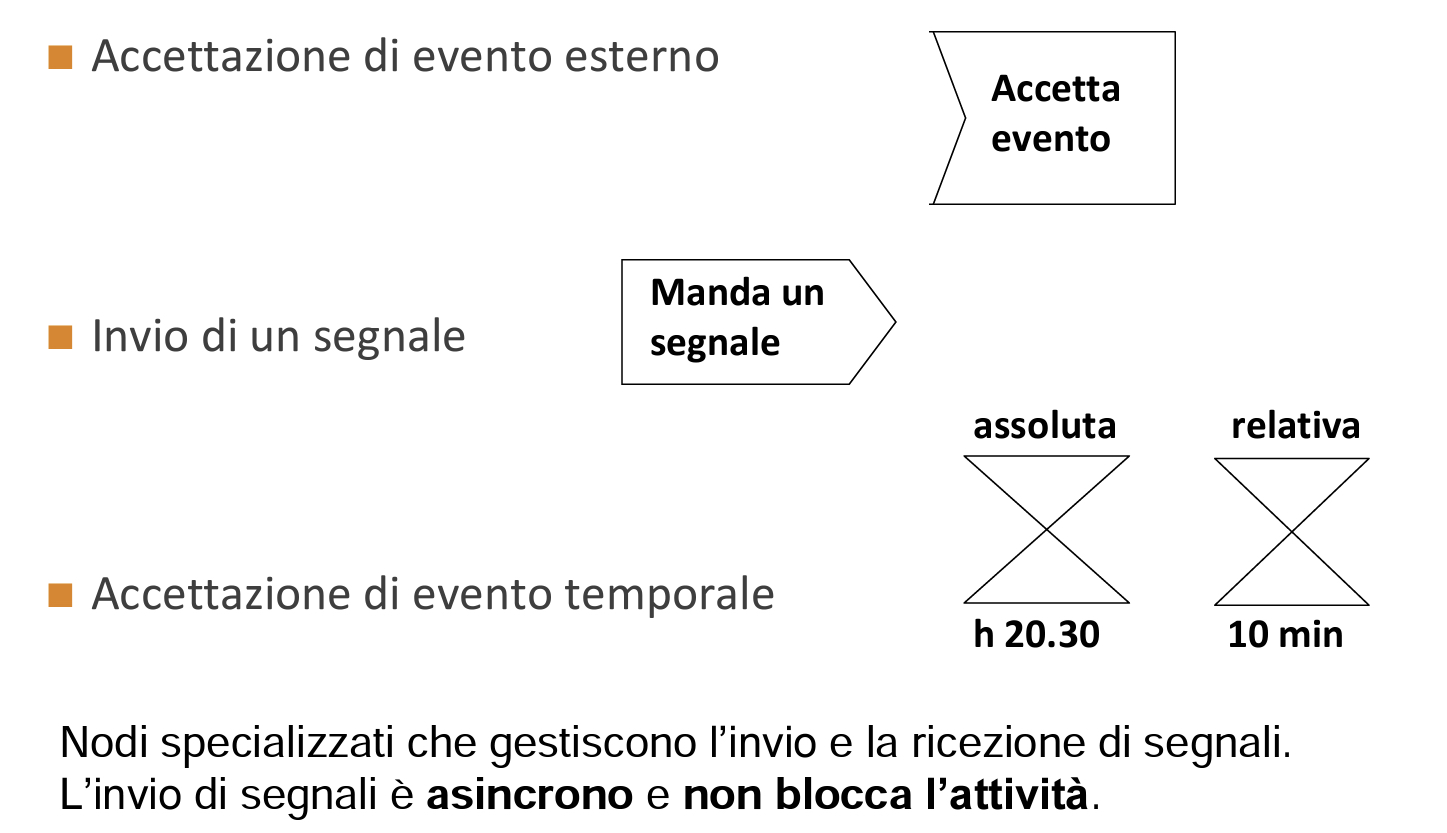 Accettazione di evento esterno
Accetta
evento
Invio di un segnale
Manda un
segnale
assoluta
relativa
Accettazione di evento temporale
h 20.30
10 min
Nodi specializzati che gestiscono l’invio e la ricezione di segnali.
L’invio di segnali è asincrono e non blocca l’attività.